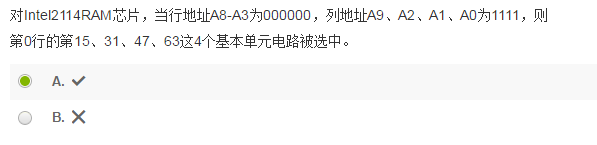 对Intel2114RAM芯片，当行地址A8-A3为000000，列地址A9、A2、A1、A0为1111，则
第0行的第15、31、47、63这4个基本单元电路被选中。
A. ✔
B. ✖